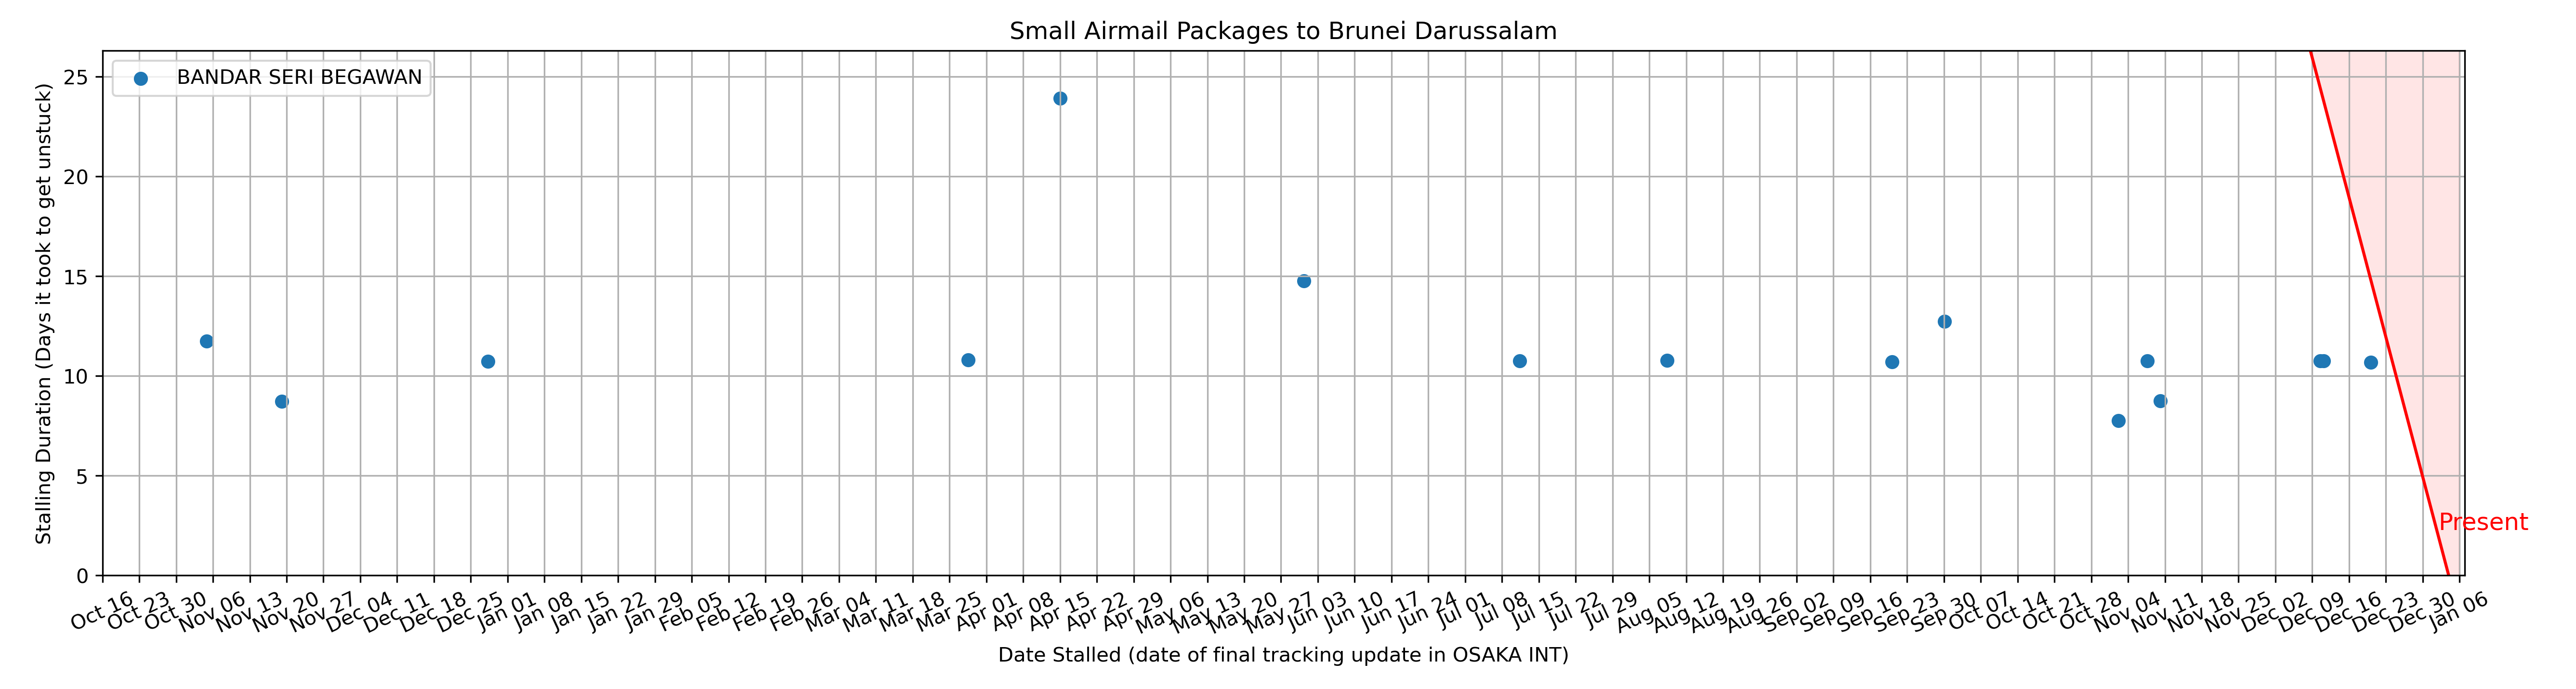 Small Airmail Packages to Brunei Darussalam
BANDAR SERI BEGAWAN
Stalling Duration (Days it took to get unstuck)
25
20
15
10
5
0
Present
Oct 16 Oct 23 Oct 30 Nov 06 Nov 13 Nov 20 Nov 27 Dec 04 Dec 11 Dec 18 Dec 25 Jan 01 Jan 08 Jan 15 Jan 22 Jan 29 Feb 05 Feb 12 Feb 19 Feb 26 Mar 04 Mar 11 Mar 18 Mar 25 Apr 01 Apr 08 Apr 15 Apr 22 Apr 29 May 06 May 13 May 20 May 27 Jun 03 Jun 10 Jun 17 Jun 24 Jul 01 Jul 08 Jul 15 Jul 22 Jul 29 Aug 05 Aug 12 Aug 19 Aug 26 Sep 02 Sep 09 Sep 16 Sep 23 Sep 30 Oct 07 Oct 14 Oct 21 Oct 28 Nov 04 Nov 11 Nov 18 Nov 25 Dec 02 Dec 09 Dec 16 Dec 23 Dec 30 Jan 06
Date Stalled (date of final tracking update in OSAKA INT)